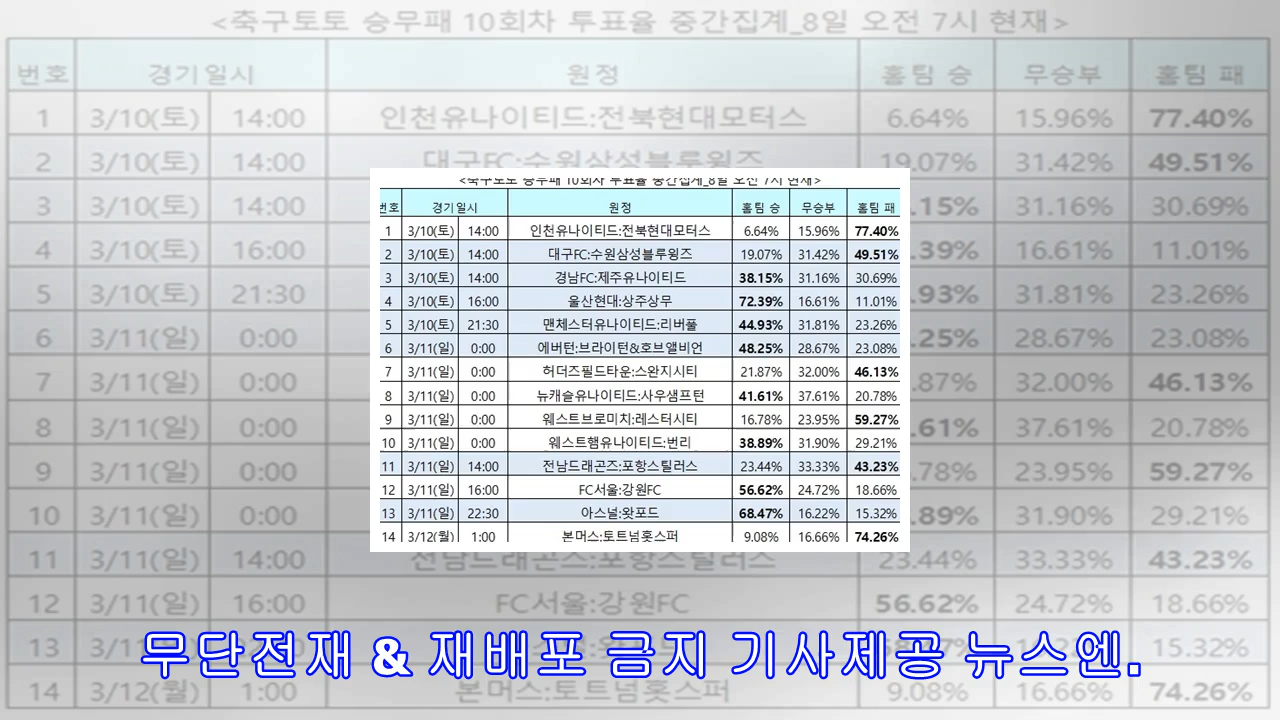 <축구토토 승무패 10회차 투표율 중간집계_8일 오전 7시 현재>
번호 경기일시 원정 홈팀 승 무승부 홈팀 패
1 3/10(토) 14:00 인천유나이티드:전북현대모터스 6.64% 15.96% 77.40%
2 3/10(토) 14:00 대구FC:수원삼성블루윙즈 19.07% 31.42% 49.51%
3 3/10(토) 14:00 경남FC:제주유나이티드 38.15% 31.16% 30.69%
4 3/10(토) 16:00 울산현대:상주상무 72.39% 16.61% 11.01%
5 3/10(토) 21:30 맨체스터유나이티드:리버풀 44.93% 31.81% 23.26%
6 3/11(일) 0:00 에버턴:브라이턴&호브앨비언 48.25% 28.67% 23.08%
7 3/11(일) 0:00 허더즈필드타운:스완지시티 21.87% 32.00% 46.13%
8 3/11(일) 0:00 뉴캐슬유나이티드:사우샘프턴 41.61% 37.61% 20.78%
9 3/11(일) 0:00 웨스트브로미치:레스터시티 16.78% 23.95% 59.27%
10 3/11(일) 0:00 웨스트햄유나이티드:번리 38.89% 31.90% 29.21%
11 3/11(일) 14:00 전남드래곤즈:포항스틸러스 23.44% 33.33% 43.23%
12 3/11(일) 16:00 FC서울:강원FC 56.62% 24.72% 18.66%
13 3/11(일) 22:30 아스널:왓포드 68.47% 16.22% 15.32%
14 3/12(월) 1:00 본머스:토트넘홋스퍼 9.08% 16.66% 74.26%
무단전재 & 재배포 금지 기사제공 뉴스엔.